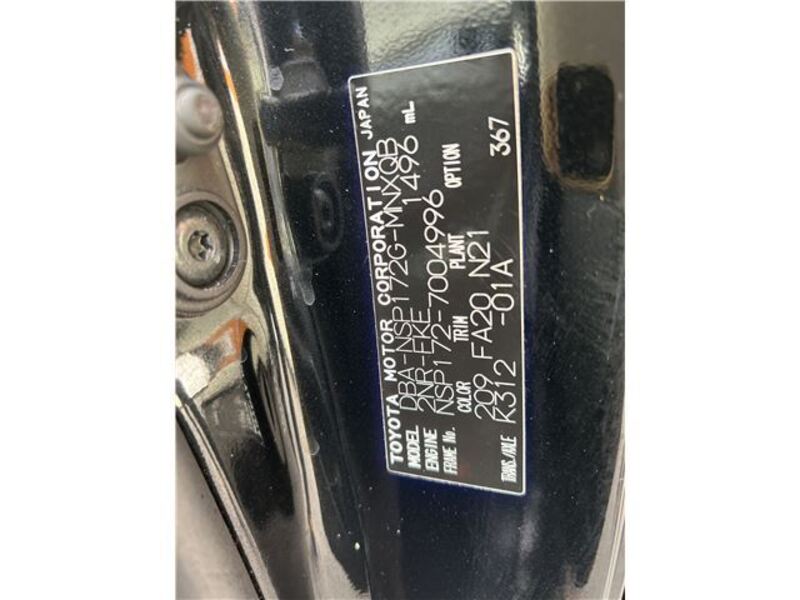 TOYOTA MOTOR CORPORATION JAPAN
MODEL DBA-NSP172G-MNXQB
ENGINE 2NR-FKE 1496 mL
FRAME No. NSP172-7004996
COLOR TRIM PLANT OPTION
209 FA20 N21
TRANS./AXLE K312 -01A 367